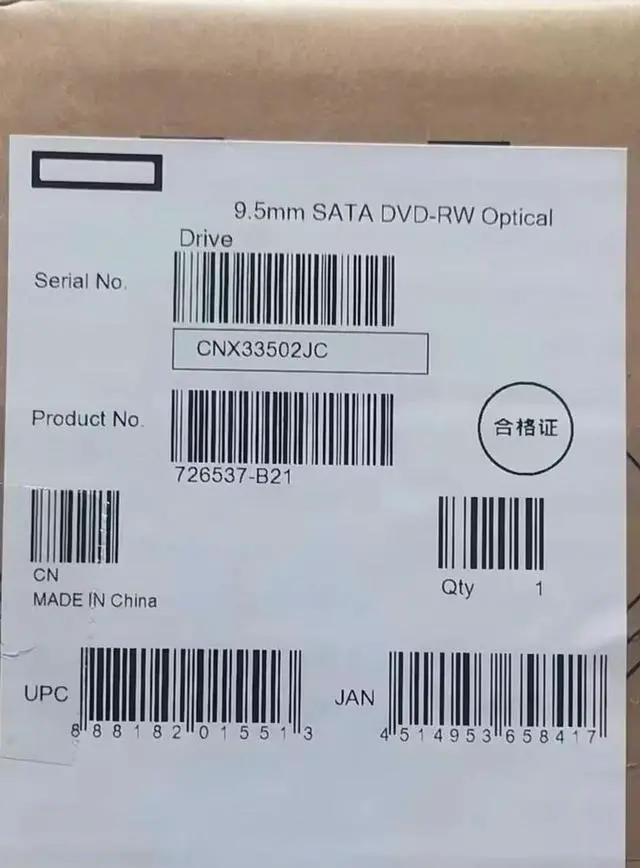 9.5mm SATA DVD-RW Optical
Drive
Serial No.
CNX33502JC
Product No.
726537-B21
合格证
CN
MADE IN China
Qty 1
UPC
8 88182 01551 3
JAN
4 514953 658417